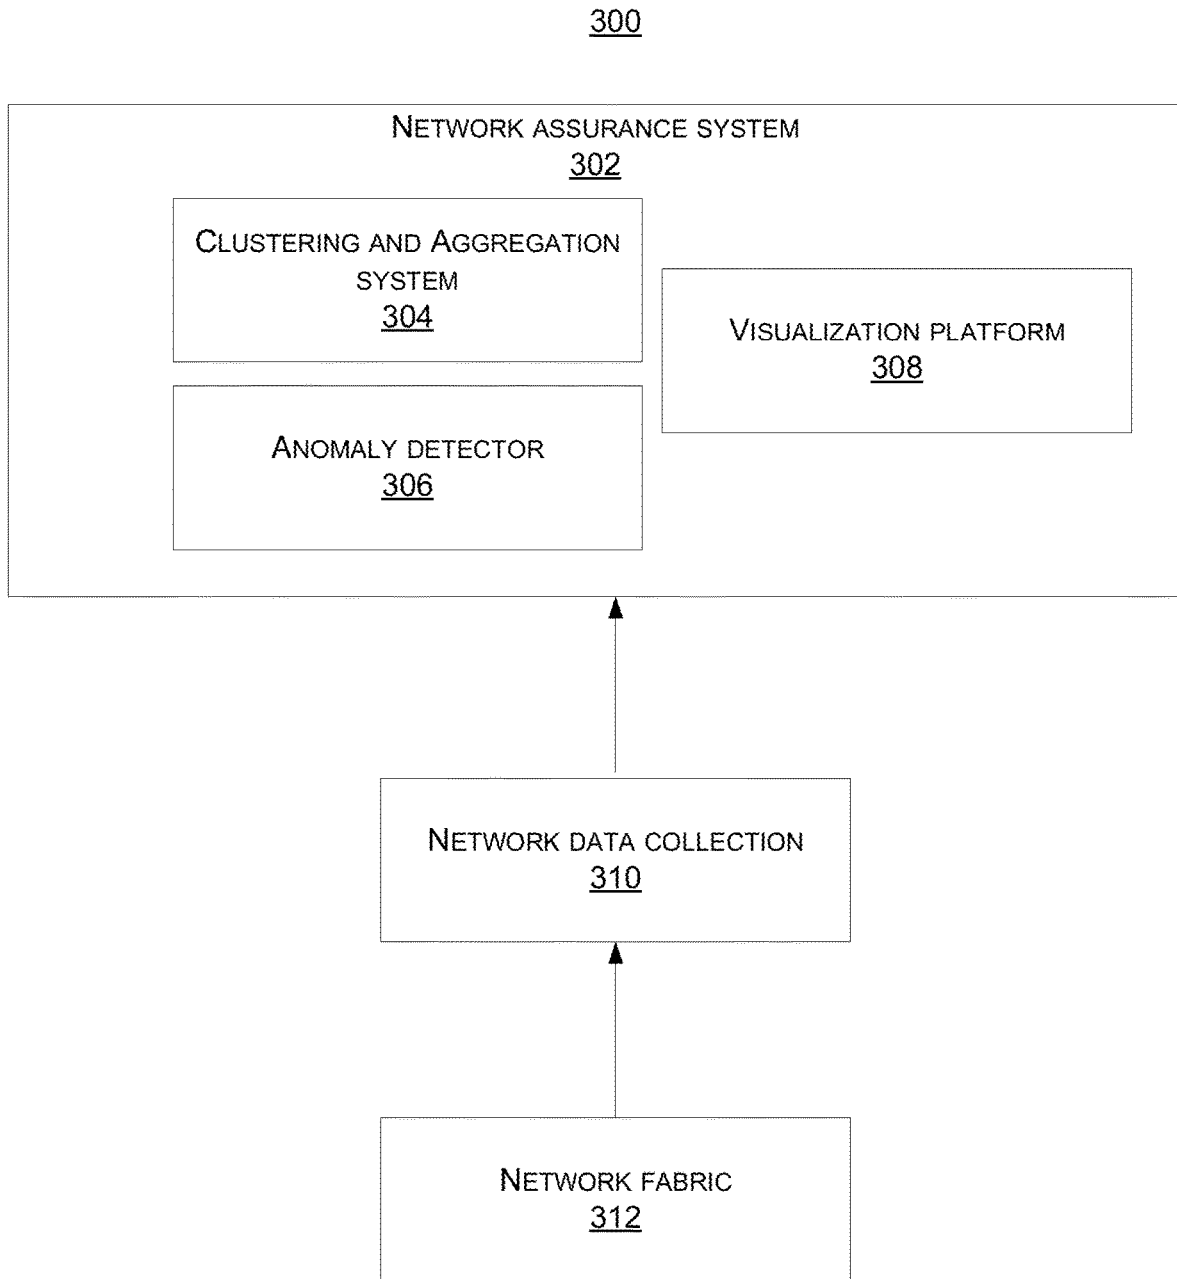 300
Network assurance system
302
Clustering and Aggregation
system
304
Visualization platform
308
Anomaly detector
306
Network data collection
310
Network fabric
312